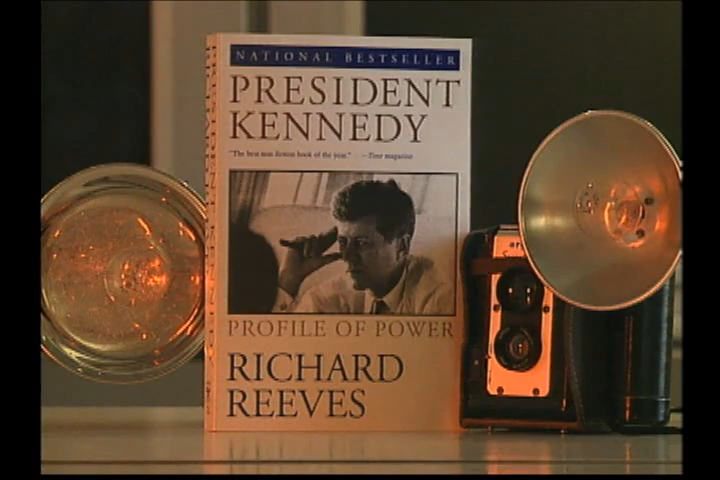 NATIONAL BESTSELLER
PRESIDENT
KENNEDY
"The best non-fiction book of the year." —Time magazine
PROFILE OF POWER
RICHARD
REEVES